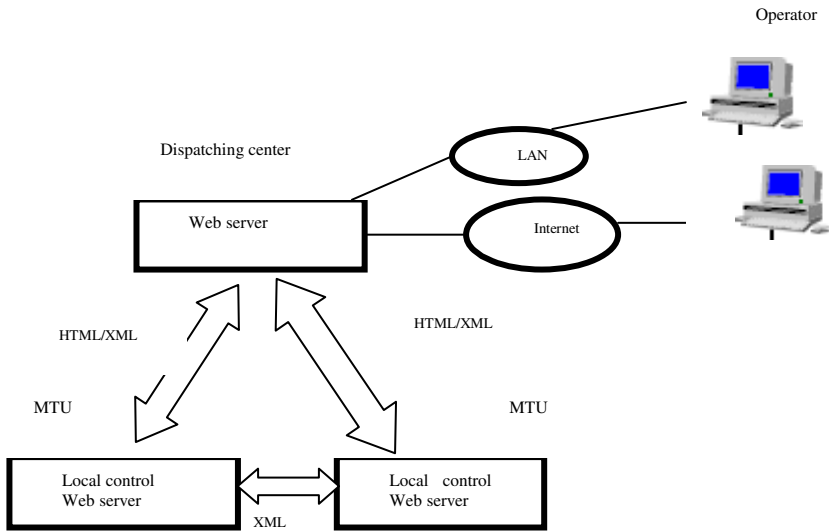 Operator
Dispatching center
LAN
Web server
Internet
HTML/XML
HTML/XML
MTU
MTU
Local control
Web server
Local control
Web server
XML